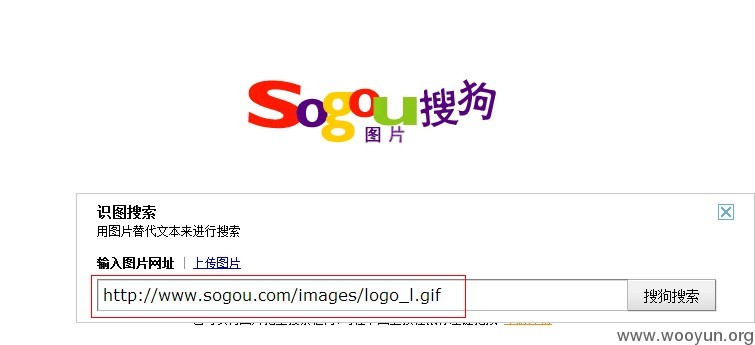 Sogou搜狗
图片
识图搜索
用图片替代文本来进行搜索
输入图片网址 | 上传图片
http://www.sogou.com/images/logo_l.gif
搜狗搜索
www.wooyun.org